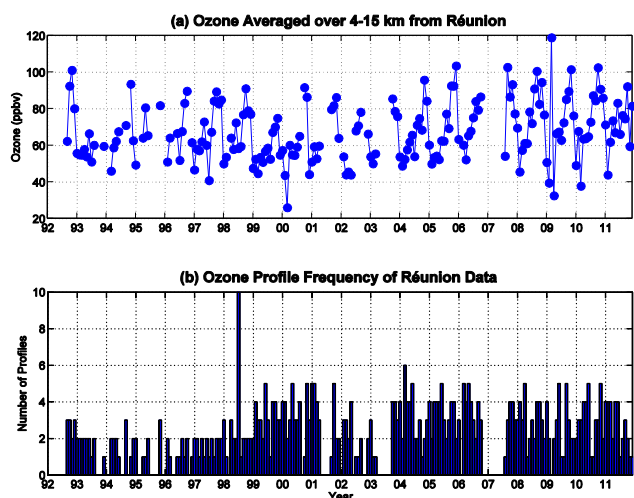 (a) Ozone Averaged over 4-15 km from Réunion
120
100
80
60
40
20
Ozone (ppbv)
92 93 94 95 96 97 98 99 00 01 02 03 04 05 06 07 08 09 10 11
(b) Ozone Profile Frequency of Réunion Data
10
8
6
4
2
0
Number of Profiles
92 93 94 95 96 97 98 99 00 01 02 03 04 05 06 07 08 09 10 11
Year